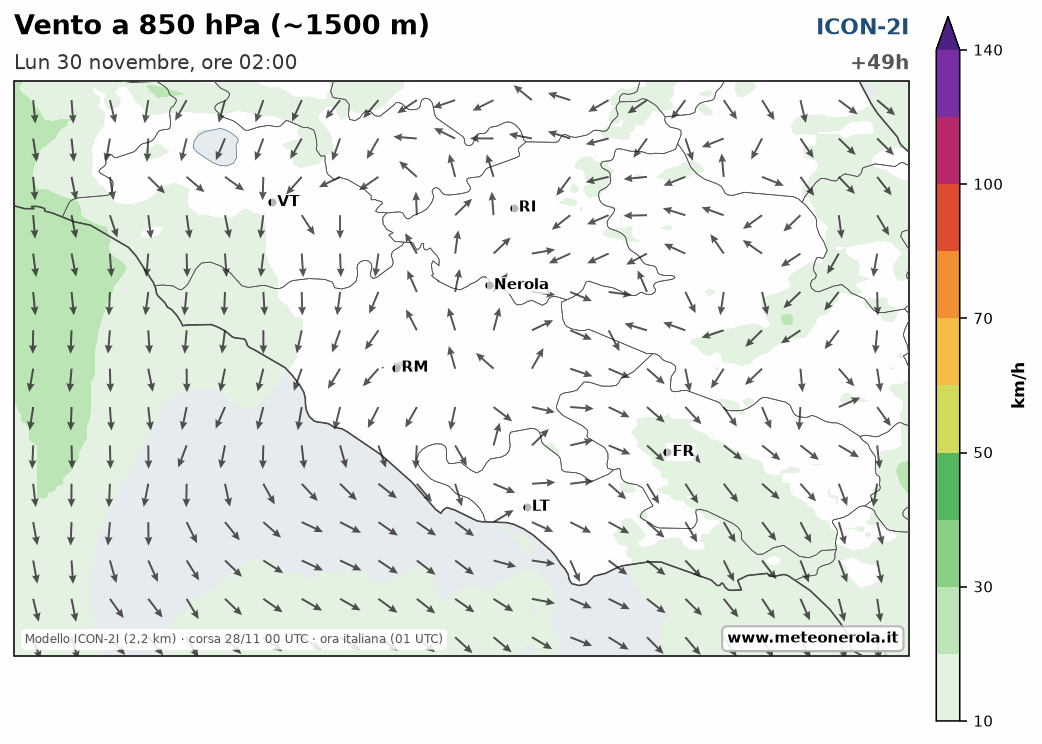 Vento a 850 hPa (~1500 m)
ICON-2I
Lun 30 novembre, ore 02:00
+49h
140
100
70
50
30
10
km/h
VT
RI
Nerola
RM
FR
LT
Modello ICON-2I (2,2 km) · corsa 28/11 00 UTC · ora italiana (01 UTC)
www.meteonerola.it